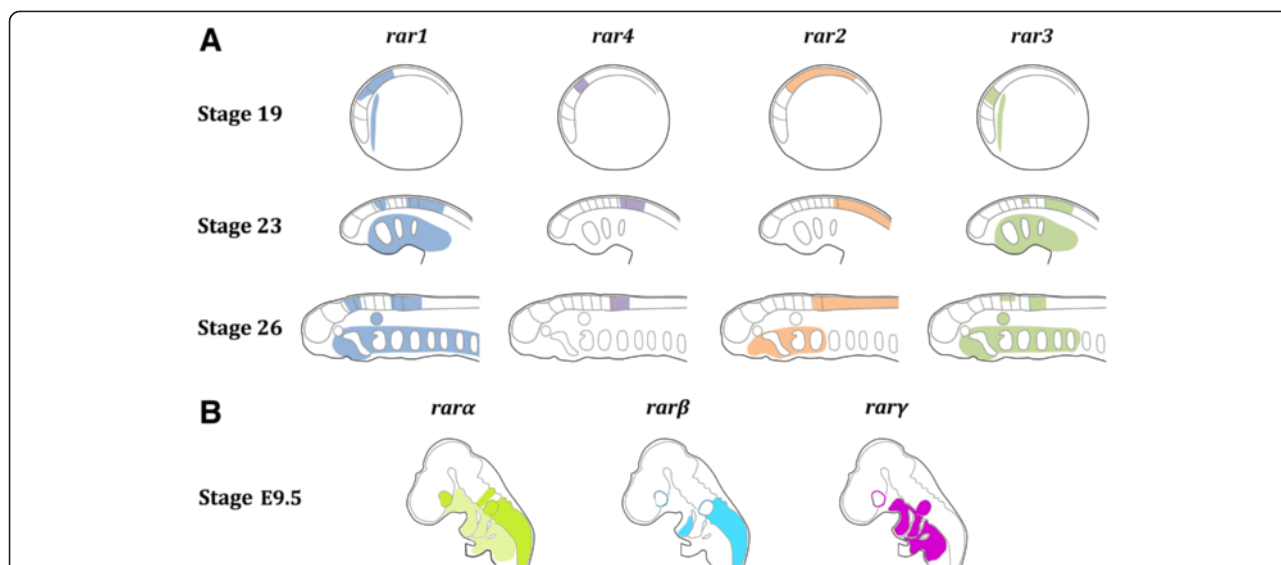 A
rar1 rar4 rar2 rar3
Stage 19
Stage 23
Stage 26
B
rarα rarβ rarγ
Stage E9.5